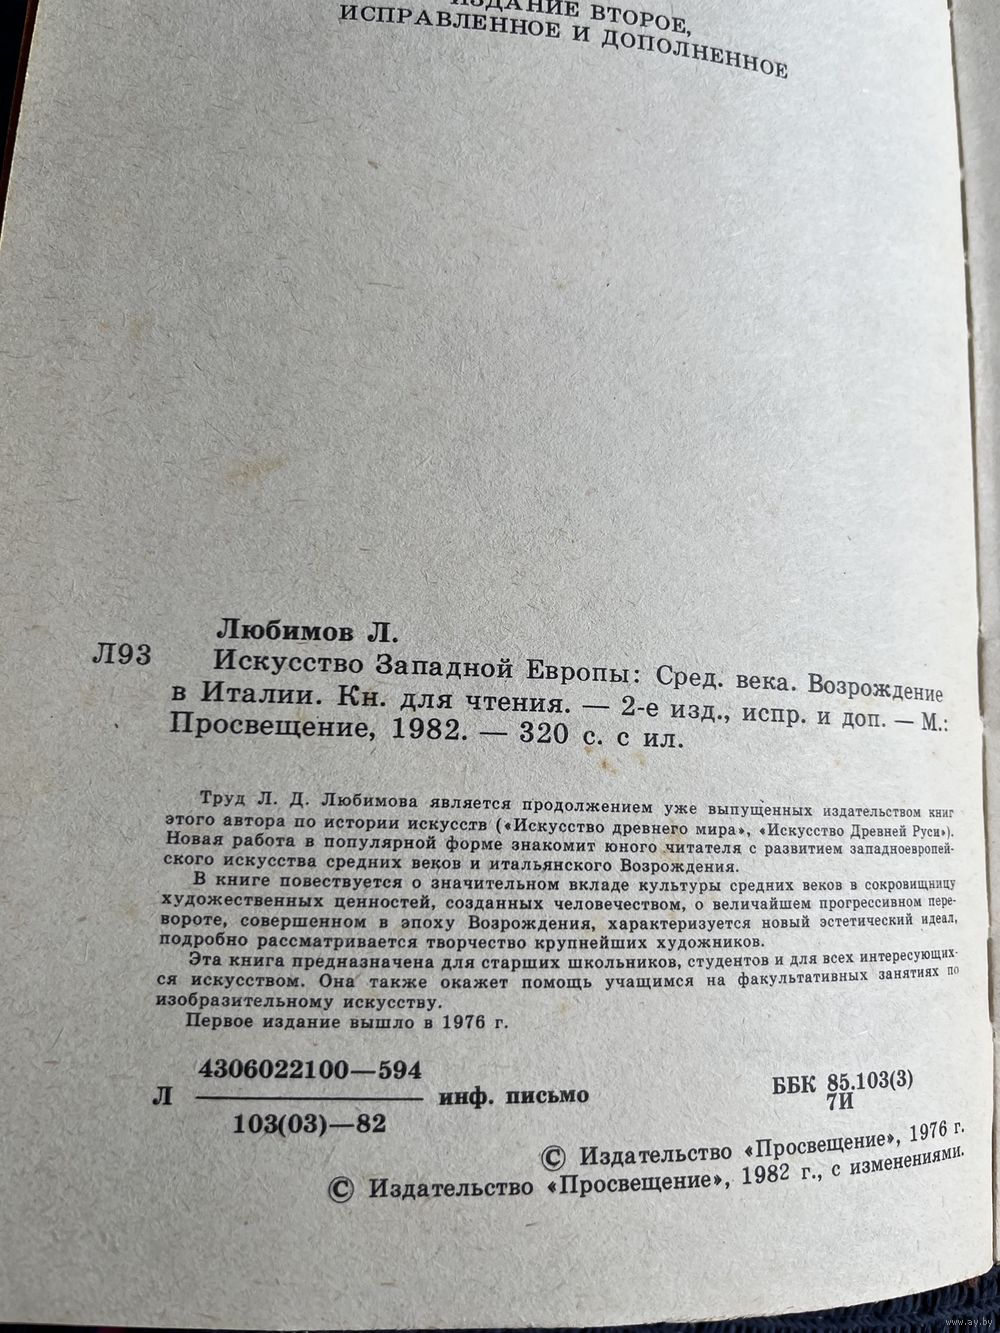 ИЗДАНИЕ ВТОРОЕ,
ИСПРАВЛЕННОЕ И ДОПОЛНЕННОЕ
Любимов Л.
Л93 Искусство Западной Европы: Сред. века. Возрождение
в Италии. Кн. для чтения. — 2-е изд., испр. и доп. — М.:
Просвещение, 1982. — 320 с. с ил.
Труд Л. Д. Любимова является продолжением уже выпущенных издательством книг
этого автора по истории искусств («Искусство древнего мира», «Искусство Древней Руси»).
Новая работа в популярной форме знакомит юного читателя с развитием западноевропей-
ского искусства средних веков и итальянского Возрождения.
В книге повествуется о значительном вкладе культуры средних веков в сокровищницу
художественных ценностей, созданных человечеством, о величайшем прогрессивном пере-
вороте, совершенном в эпоху Возрождения, характеризуется новый эстетический идеал,
подробно рассматривается творчество крупнейших художников.
Эта книга предназначена для старших школьников, студентов и для всех интересующих-
ся искусством. Она также окажет помощь учащимся на факультативных занятиях по
изобразительному искусству.
Первое издание вышло в 1976 г.
4306022100—594
Л инф. письмо
103(03)—82
ББК 85.103(3)
7И
© Издательство «Просвещение», 1976 г.
© Издательство «Просвещение», 1982 г., с изменениями.
www.ay.by